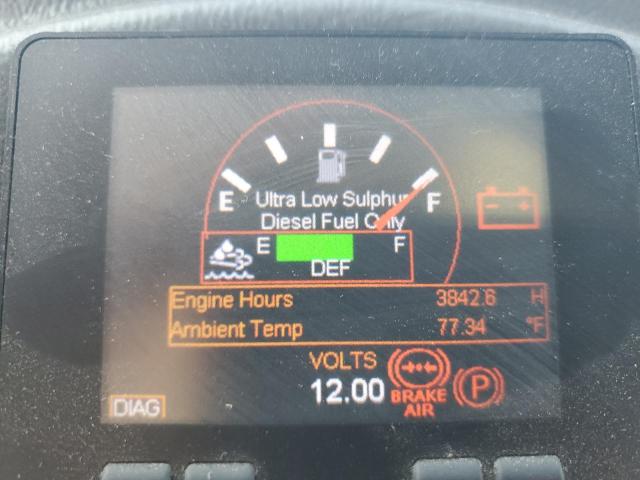 E F
Ultra Low Sulphur
Diesel Fuel Only
E F
DEF
Engine Hours 3842.6 H
Ambient Temp 77.34 °F
VOLTS
12.00
BRAKE
AIR
P
DIAG